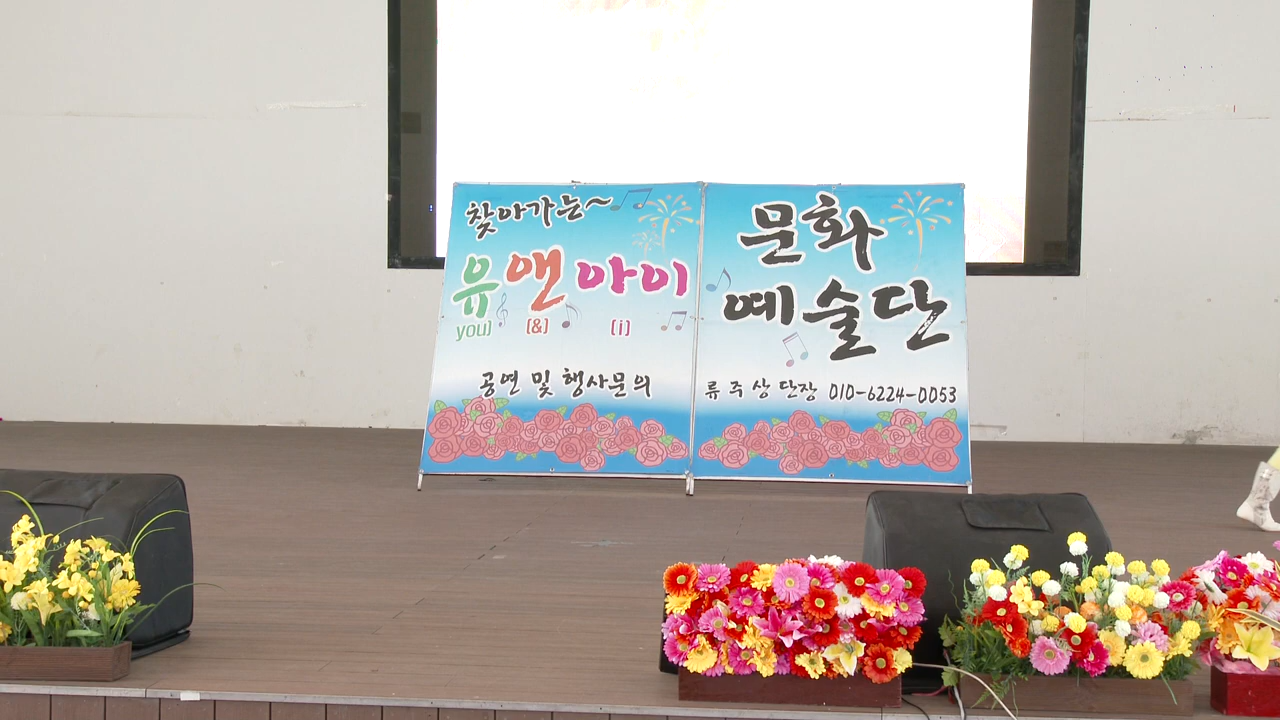 찾아가는~
유앤아이
you) (&) (i)
공연 및 행사문의
문화
예술단
류주상 단장 010-6224-0053